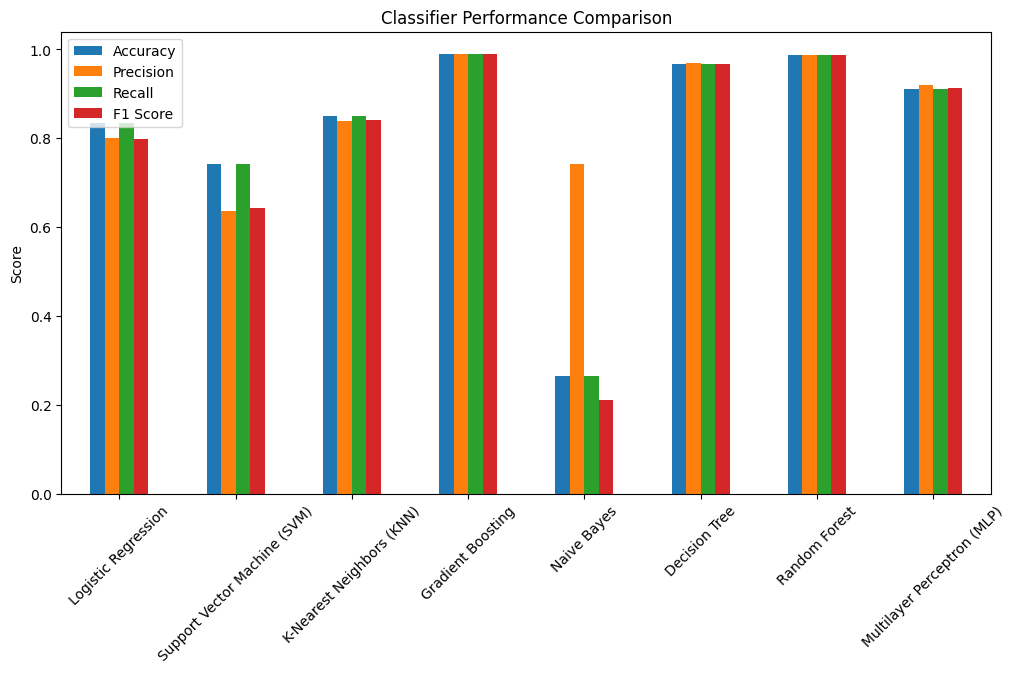 Classifier Performance Comparison
Accuracy
Precision
Recall
F1 Score
Score
1.0
0.8
0.6
0.4
0.2
0.0
Logistic Regression
Support Vector Machine (SVM)
K-Nearest Neighbors (KNN)
Gradient Boosting
Naive Bayes
Decision Tree
Random Forest
Multilayer Perceptron (MLP)